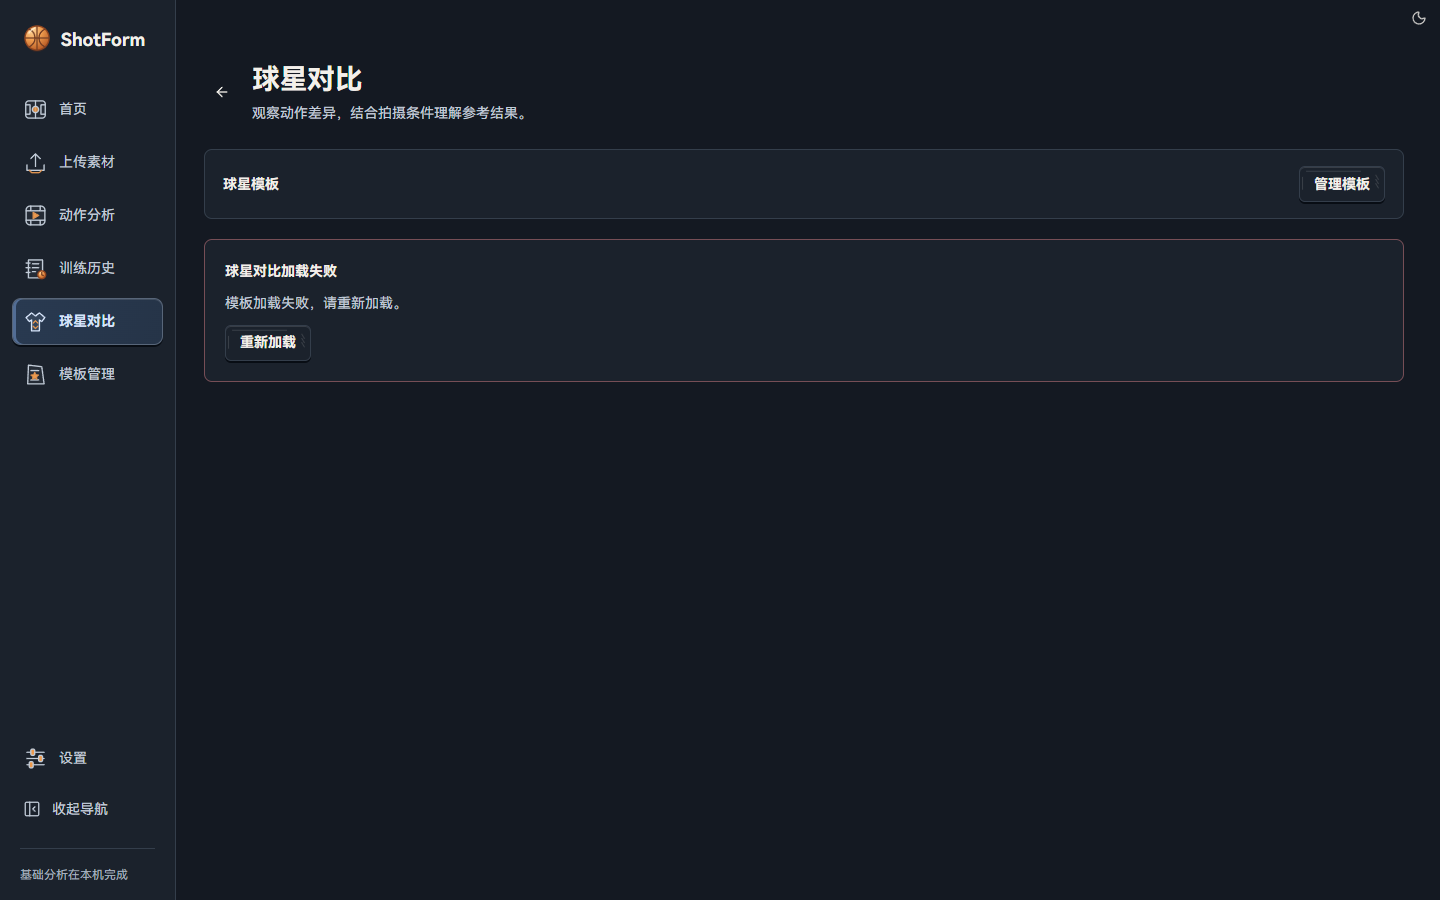 ShotForm
首页
上传素材
动作分析
训练历史
球星对比
模板管理
设置
收起导航
基础分析在本机完成
球星对比
观察动作差异，结合拍摄条件理解参考结果。
球星模板
管理模板
球星对比加载失败
模板加载失败，请重新加载。
重新加载